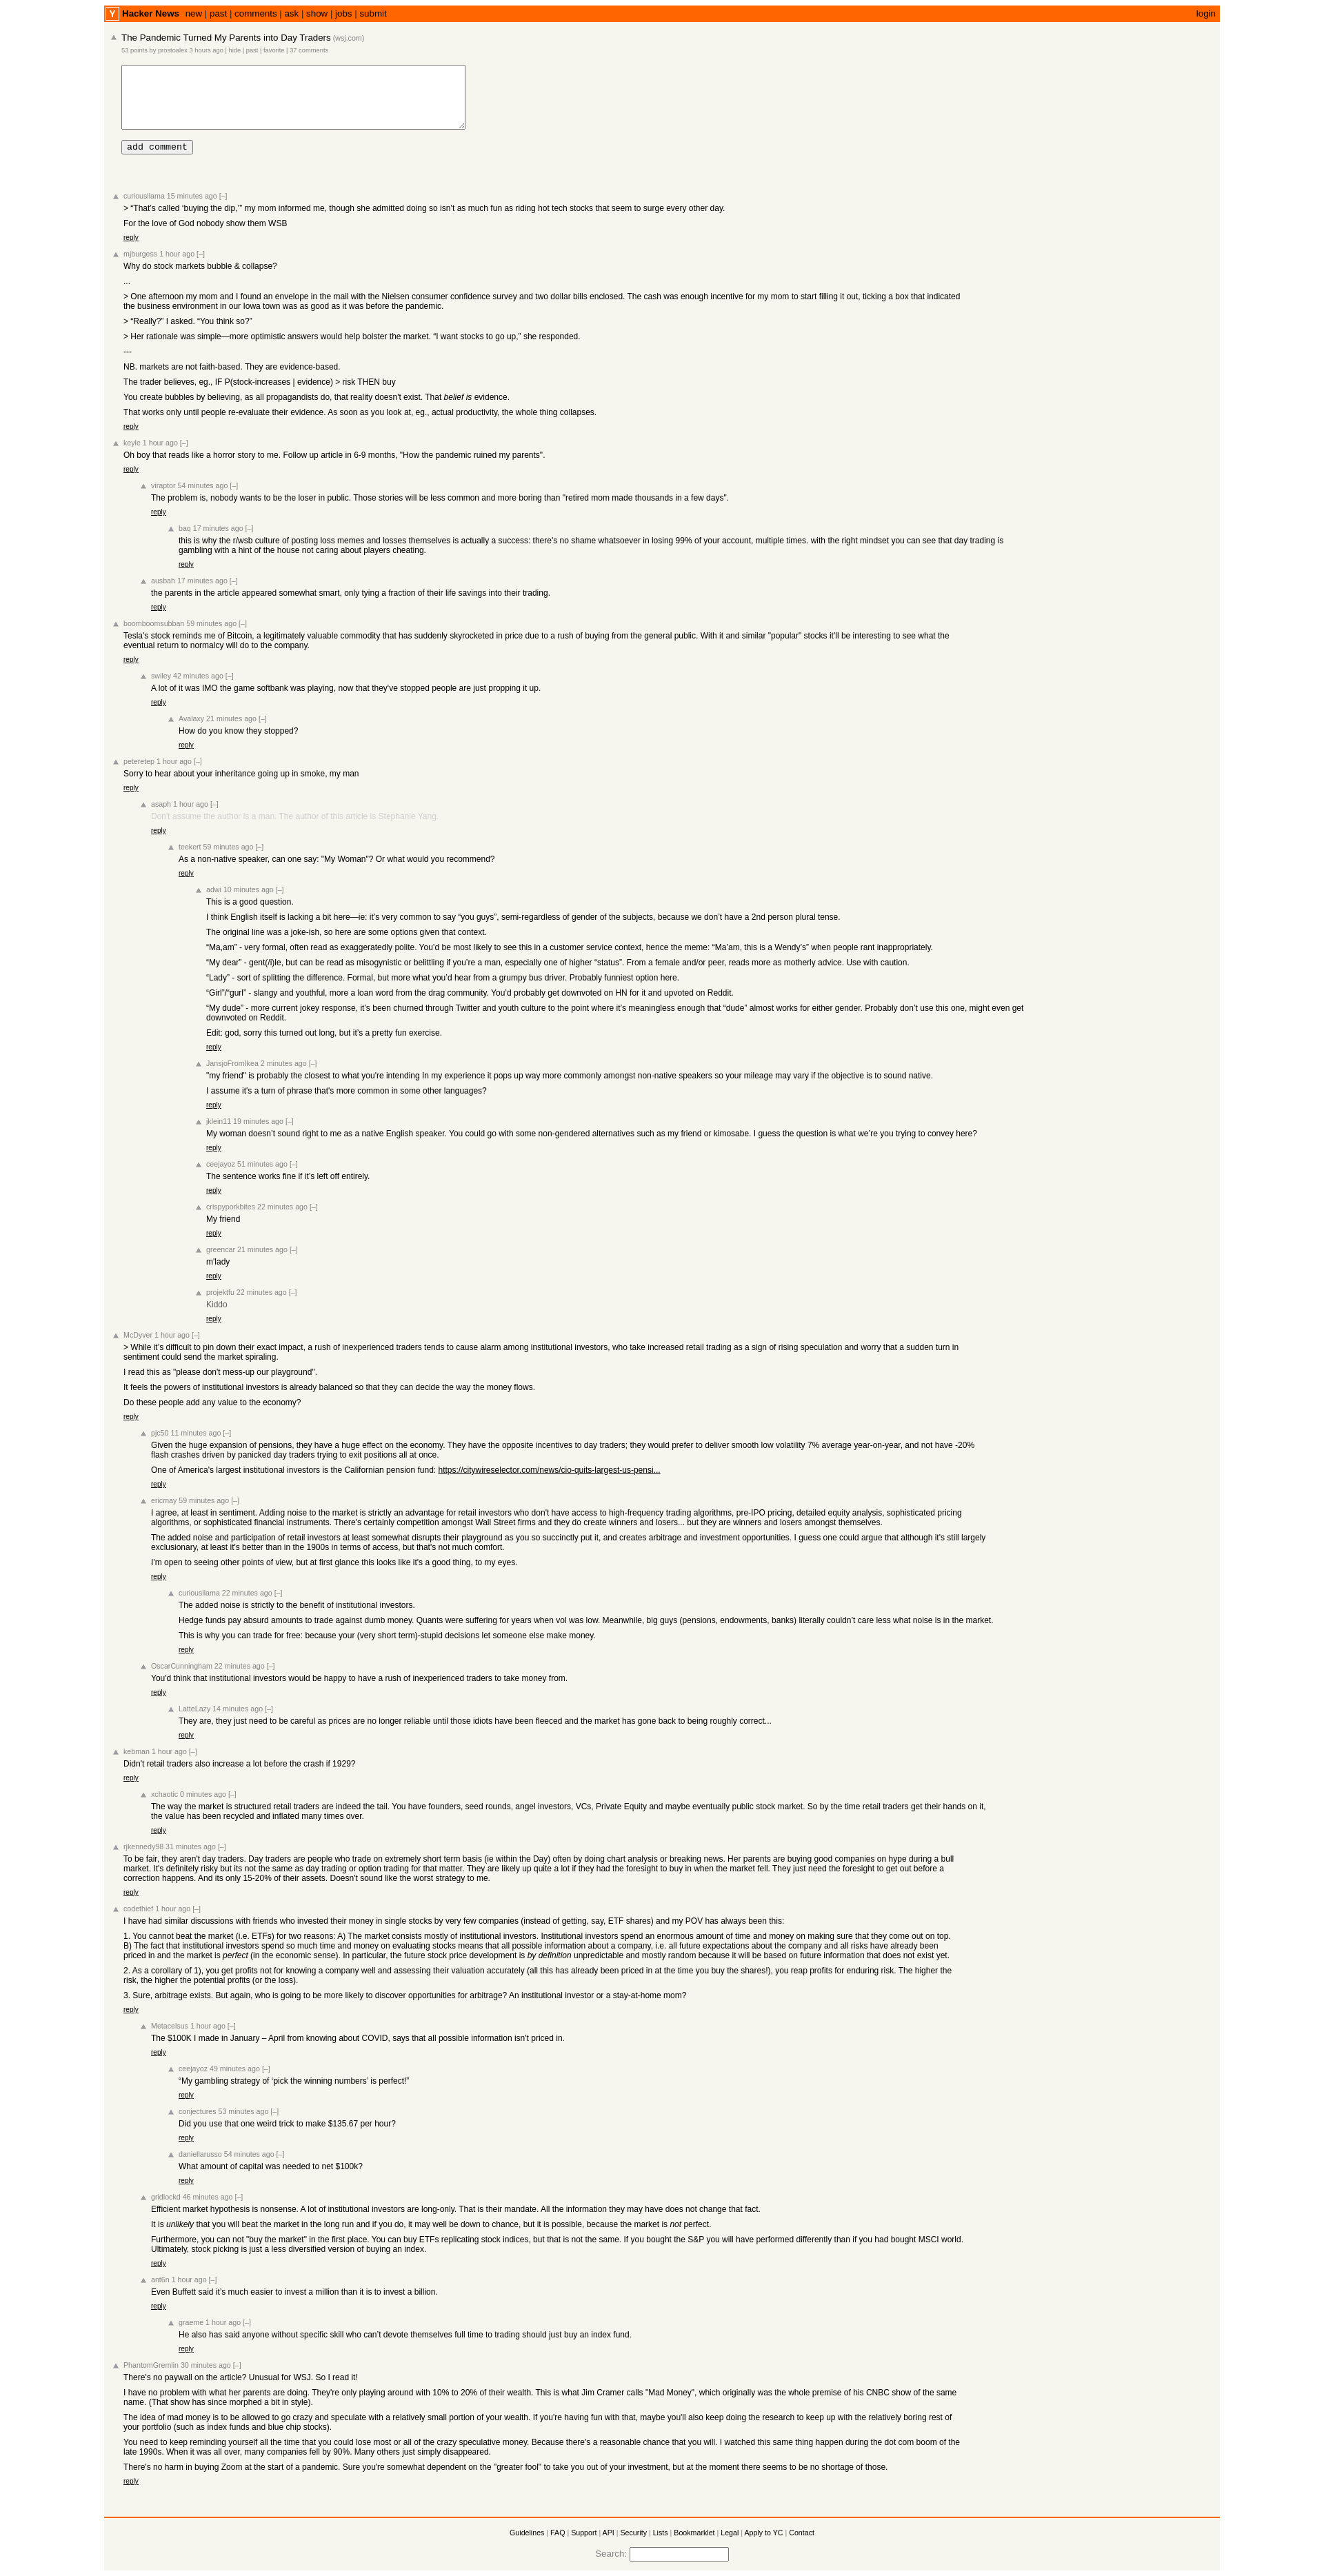 Y Hacker News new | past | comments | ask | show | jobs | submit login
The Pandemic Turned My Parents into Day Traders (wsj.com)
53 points by prostoalex 3 hours ago | hide | past | favorite | 37 comments
add comment
curiousllama 15 minutes ago [–]
> “That’s called ‘buying the dip,’” my mom informed me, though she admitted doing so isn’t as much fun as riding hot tech stocks that seem to surge every other day.
For the love of God nobody show them WSB
reply
mjburgess 1 hour ago [–]
Why do stock markets bubble & collapse?
...
> One afternoon my mom and I found an envelope in the mail with the Nielsen consumer confidence survey and two dollar bills enclosed. The cash was enough incentive for my mom to start filling it out, ticking a box that indicated
the business environment in our Iowa town was as good as it was before the pandemic.
> “Really?” I asked. “You think so?”
> Her rationale was simple—more optimistic answers would help bolster the market. “I want stocks to go up,” she responded.
---
NB. markets are not faith-based. They are evidence-based.
The trader believes, eg., IF P(stock-increases | evidence) > risk THEN buy
You create bubbles by believing, as all propagandists do, that reality doesn't exist. That belief is evidence.
That works only until people re-evaluate their evidence. As soon as you look at, eg., actual productivity, the whole thing collapses.
reply
keyle 1 hour ago [–]
Oh boy that reads like a horror story to me. Follow up article in 6-9 months, "How the pandemic ruined my parents".
reply
viraptor 54 minutes ago [–]
The problem is, nobody wants to be the loser in public. Those stories will be less common and more boring than "retired mom made thousands in a few days".
reply
baq 17 minutes ago [–]
this is why the r/wsb culture of posting loss memes and losses themselves is actually a success: there's no shame whatsoever in losing 99% of your account, multiple times. with the right mindset you can see that day trading is
gambling with a hint of the house not caring about players cheating.
reply
ausbah 17 minutes ago [–]
the parents in the article appeared somewhat smart, only tying a fraction of their life savings into their trading.
reply
boomboomsubban 59 minutes ago [–]
Tesla's stock reminds me of Bitcoin, a legitimately valuable commodity that has suddenly skyrocketed in price due to a rush of buying from the general public. With it and similar "popular" stocks it'll be interesting to see what the
eventual return to normalcy will do to the company.
reply
swiley 42 minutes ago [–]
A lot of it was IMO the game softbank was playing, now that they've stopped people are just propping it up.
reply
Avalaxy 21 minutes ago [–]
How do you know they stopped?
reply
peteretep 1 hour ago [–]
Sorry to hear about your inheritance going up in smoke, my man
reply
asaph 1 hour ago [–]
Don't assume the author is a man. The author of this article is Stephanie Yang.
reply
teekert 59 minutes ago [–]
As a non-native speaker, can one say: "My Woman"? Or what would you recommend?
reply
adwi 10 minutes ago [–]
This is a good question.
I think English itself is lacking a bit here—ie: it’s very common to say “you guys”, semi-regardless of gender of the subjects, because we don’t have a 2nd person plural tense.
The original line was a joke-ish, so here are some options given that context.
“Ma,am” - very formal, often read as exaggeratedly polite. You’d be most likely to see this in a customer service context, hence the meme: “Ma’am, this is a Wendy’s” when people rant inappropriately.
“My dear” - gent(/i)le, but can be read as misogynistic or belittling if you’re a man, especially one of higher “status”. From a female and/or peer, reads more as motherly advice. Use with caution.
“Lady” - sort of splitting the difference. Formal, but more what you’d hear from a grumpy bus driver. Probably funniest option here.
“Girl”/“gurl” - slangy and youthful, more a loan word from the drag community. You’d probably get downvoted on HN for it and upvoted on Reddit.
“My dude” - more current jokey response, it’s been churned through Twitter and youth culture to the point where it’s meaningless enough that “dude” almost works for either gender. Probably don’t use this one, might even get
downvoted on Reddit.
Edit: god, sorry this turned out long, but it’s a pretty fun exercise.
reply
JansjoFromIkea 2 minutes ago [–]
"my friend" is probably the closest to what you're intending In my experience it pops up way more commonly amongst non-native speakers so your mileage may vary if the objective is to sound native.
I assume it's a turn of phrase that's more common in some other languages?
reply
jklein11 19 minutes ago [–]
My woman doesn’t sound right to me as a native English speaker. You could go with some non-gendered alternatives such as my friend or kimosabe. I guess the question is what we’re you trying to convey here?
reply
ceejayoz 51 minutes ago [–]
The sentence works fine if it’s left off entirely.
reply
crispyporkbites 22 minutes ago [–]
My friend
reply
greencar 21 minutes ago [–]
m'lady
reply
projektfu 22 minutes ago [–]
Kiddo
reply
McDyver 1 hour ago [–]
> While it’s difficult to pin down their exact impact, a rush of inexperienced traders tends to cause alarm among institutional investors, who take increased retail trading as a sign of rising speculation and worry that a sudden turn in
sentiment could send the market spiraling.
I read this as "please don't mess-up our playground".
It feels the powers of institutional investors is already balanced so that they can decide the way the money flows.
Do these people add any value to the economy?
reply
pjc50 11 minutes ago [–]
Given the huge expansion of pensions, they have a huge effect on the economy. They have the opposite incentives to day traders; they would prefer to deliver smooth low volatility 7% average year-on-year, and not have -20%
flash crashes driven by panicked day traders trying to exit positions all at once.
One of America's largest institutional investors is the Californian pension fund: https://citywireselector.com/news/cio-quits-largest-us-pensi...
reply
ericmay 59 minutes ago [–]
I agree, at least in sentiment. Adding noise to the market is strictly an advantage for retail investors who don't have access to high-frequency trading algorithms, pre-IPO pricing, detailed equity analysis, sophisticated pricing
algorithms, or sophisticated financial instruments. There's certainly competition amongst Wall Street firms and they do create winners and losers... but they are winners and losers amongst themselves.
The added noise and participation of retail investors at least somewhat disrupts their playground as you so succinctly put it, and creates arbitrage and investment opportunities. I guess one could argue that although it's still largely
exclusionary, at least it's better than in the 1900s in terms of access, but that's not much comfort.
I'm open to seeing other points of view, but at first glance this looks like it's a good thing, to my eyes.
reply
curiousllama 22 minutes ago [–]
The added noise is strictly to the benefit of institutional investors.
Hedge funds pay absurd amounts to trade against dumb money. Quants were suffering for years when vol was low. Meanwhile, big guys (pensions, endowments, banks) literally couldn’t care less what noise is in the market.
This is why you can trade for free: because your (very short term)-stupid decisions let someone else make money.
reply
OscarCunningham 22 minutes ago [–]
You'd think that institutional investors would be happy to have a rush of inexperienced traders to take money from.
reply
LatteLazy 14 minutes ago [–]
They are, they just need to be careful as prices are no longer reliable until those idiots have been fleeced and the market has gone back to being roughly correct...
reply
kebman 1 hour ago [–]
Didn't retail traders also increase a lot before the crash if 1929?
reply
xchaotic 0 minutes ago [–]
The way the market is structured retail traders are indeed the tail. You have founders, seed rounds, angel investors, VCs, Private Equity and maybe eventually public stock market. So by the time retail traders get their hands on it,
the value has been recycled and inflated many times over.
reply
rjkennedy98 31 minutes ago [–]
To be fair, they aren't day traders. Day traders are people who trade on extremely short term basis (ie within the Day) often by doing chart analysis or breaking news. Her parents are buying good companies on hype during a bull
market. It's definitely risky but its not the same as day trading or option trading for that matter. They are likely up quite a lot if they had the foresight to buy in when the market fell. They just need the foresight to get out before a
correction happens. And its only 15-20% of their assets. Doesn't sound like the worst strategy to me.
reply
codethief 1 hour ago [–]
I have had similar discussions with friends who invested their money in single stocks by very few companies (instead of getting, say, ETF shares) and my POV has always been this:
1. You cannot beat the market (i.e. ETFs) for two reasons: A) The market consists mostly of institutional investors. Institutional investors spend an enormous amount of time and money on making sure that they come out on top.
B) The fact that institutional investors spend so much time and money on evaluating stocks means that all possible information about a company, i.e. all future expectations about the company and all risks have already been
priced in and the market is perfect (in the economic sense). In particular, the future stock price development is by definition unpredictable and mostly random because it will be based on future information that does not exist yet.
2. As a corollary of 1), you get profits not for knowing a company well and assessing their valuation accurately (all this has already been priced in at the time you buy the shares!), you reap profits for enduring risk. The higher the
risk, the higher the potential profits (or the loss).
3. Sure, arbitrage exists. But again, who is going to be more likely to discover opportunities for arbitrage? An institutional investor or a stay-at-home mom?
reply
Metacelsus 1 hour ago [–]
The $100K I made in January – April from knowing about COVID, says that all possible information isn't priced in.
reply
ceejayoz 49 minutes ago [–]
“My gambling strategy of ‘pick the winning numbers’ is perfect!”
reply
conjectures 53 minutes ago [–]
Did you use that one weird trick to make $135.67 per hour?
reply
daniellarusso 54 minutes ago [–]
What amount of capital was needed to net $100k?
reply
gridlockd 46 minutes ago [–]
Efficient market hypothesis is nonsense. A lot of institutional investors are long-only. That is their mandate. All the information they may have does not change that fact.
It is unlikely that you will beat the market in the long run and if you do, it may well be down to chance, but it is possible, because the market is not perfect.
Furthermore, you can not "buy the market" in the first place. You can buy ETFs replicating stock indices, but that is not the same. If you bought the S&P you will have performed differently than if you had bought MSCI world.
Ultimately, stock picking is just a less diversified version of buying an index.
reply
ant6n 1 hour ago [–]
Even Buffett said it’s much easier to invest a million than it is to invest a billion.
reply
graeme 1 hour ago [–]
He also has said anyone without specific skill who can’t devote themselves full time to trading should just buy an index fund.
reply
PhantomGremlin 30 minutes ago [–]
There's no paywall on the article? Unusual for WSJ. So I read it!
I have no problem with what her parents are doing. They're only playing around with 10% to 20% of their wealth. This is what Jim Cramer calls "Mad Money", which originally was the whole premise of his CNBC show of the same
name. (That show has since morphed a bit in style).
The idea of mad money is to be allowed to go crazy and speculate with a relatively small portion of your wealth. If you're having fun with that, maybe you'll also keep doing the research to keep up with the relatively boring rest of
your portfolio (such as index funds and blue chip stocks).
You need to keep reminding yourself all the time that you could lose most or all of the crazy speculative money. Because there's a reasonable chance that you will. I watched this same thing happen during the dot com boom of the
late 1990s. When it was all over, many companies fell by 90%. Many others just simply disappeared.
There's no harm in buying Zoom at the start of a pandemic. Sure you're somewhat dependent on the "greater fool" to take you out of your investment, but at the moment there seems to be no shortage of those.
reply
Guidelines | FAQ | Support | API | Security | Lists | Bookmarklet | Legal | Apply to YC | Contact
Search: